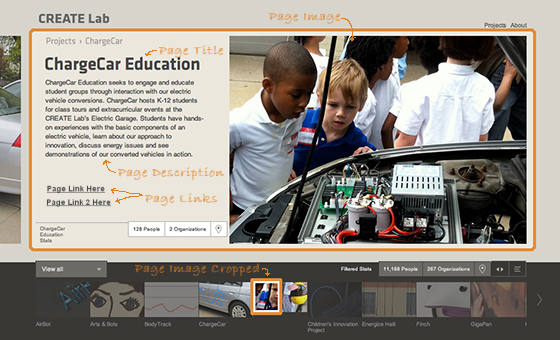 CREATE Lab
Page Image
Projects About
Projects › ChargeCar
Page Title
ChargeCar Education
ChargeCar Education seeks to engage and educate
student groups through interaction with our electric
vehicle conversions. ChargeCar hosts K-12 students
for class tours and extracurricular events at the
CREATE Lab's Electric Garage. Students have hands-
on experiences with the basic components of an
electric vehicle, learn about our approach to
innovation, discuss energy issues and see
demonstrations of our converted vehicles in action.
Page Description
Page Link Here
Page Links
Page Link 2 Here
ChargeCar
Education
Stats
128 People
2 Organizations
View all
Page Image Cropped
Filtered Stats
11,188 People
267 Organizations
AirBot
Arts & Bots
BodyTrack
ChargeCar
Children's Innovation
Project
Energice Haiti
Finch
GigaPan